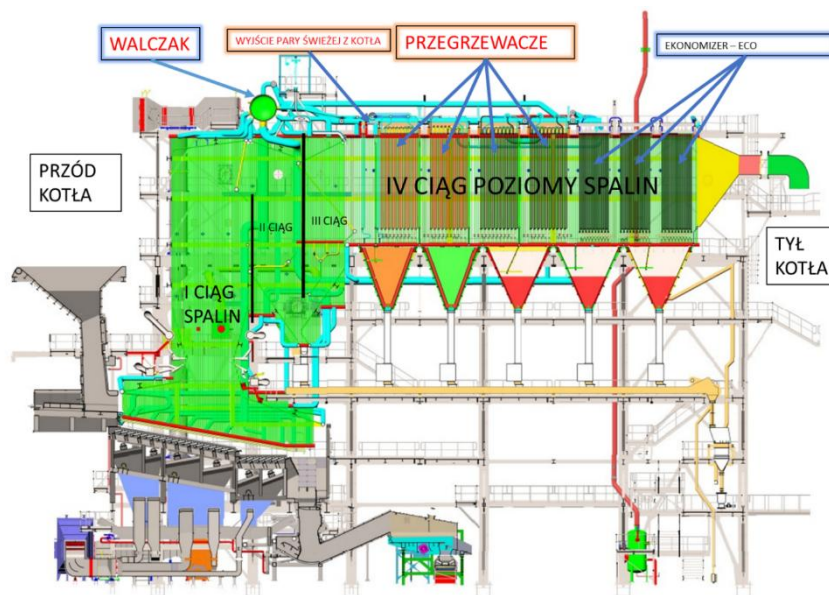 WALCZAK
WYJŚCIE PARY ŚWIEŻEJ Z KOTŁA
PRZEGRZEWACZE
EKONOMIZER – ECO
PRZÓD
KOTŁA
IV CIĄG POZIOMY SPALIN
II CIĄG
III CIĄG
TYŁ
KOTŁA
I CIĄG
SPALIN